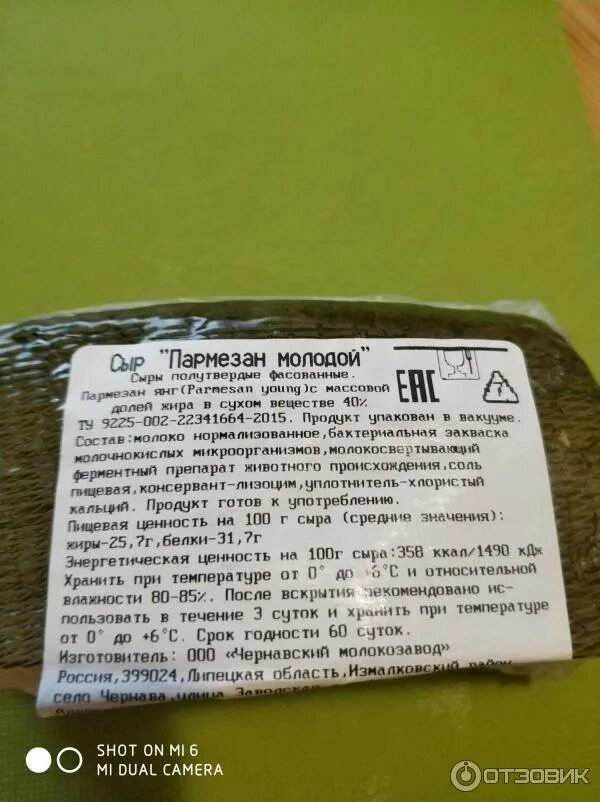 Сыр "Пармезан молодой"
Сыры полутвердые фасованные.
Пармезан янг(Parmesan young)с массовой
долей жира в сухом веществе 40%
ТУ 9225-002-22341664-2015. Продукт упакован в вакууме.
Состав:молоко нормализованное,бактериальная закваска
молочнокислых микроорганизмов,молокосвертывающий
ферментный препарат животного происхождения,соль
пищевая,консервант-лизоцим,уплотнитель-хлористый
кальций. Продукт готов к употреблению.
Пищевая ценность на 100 г сыра (средние значения):
жиры-25,7г,белки-31,7г
Энергетическая ценность на 100г сыра:358 ккал/1490 кДж
Хранить при температуре от 0° до +6°С и относительной
влажности 80-85%. После вскрытия рекомендовано ис-
пользовать в течение 3 суток и хранить при температуре
от 0° до +6°С. Срок годности 60 суток.
Изготовитель: ООО «Чернавский молокозавод»
Россия,399024,Липецкая область,Измалковский район,
село Чернава,улица Заводская
EAC
7
SHOT ON MI 6
MI DUAL CAMERA
ОТЗОВИК